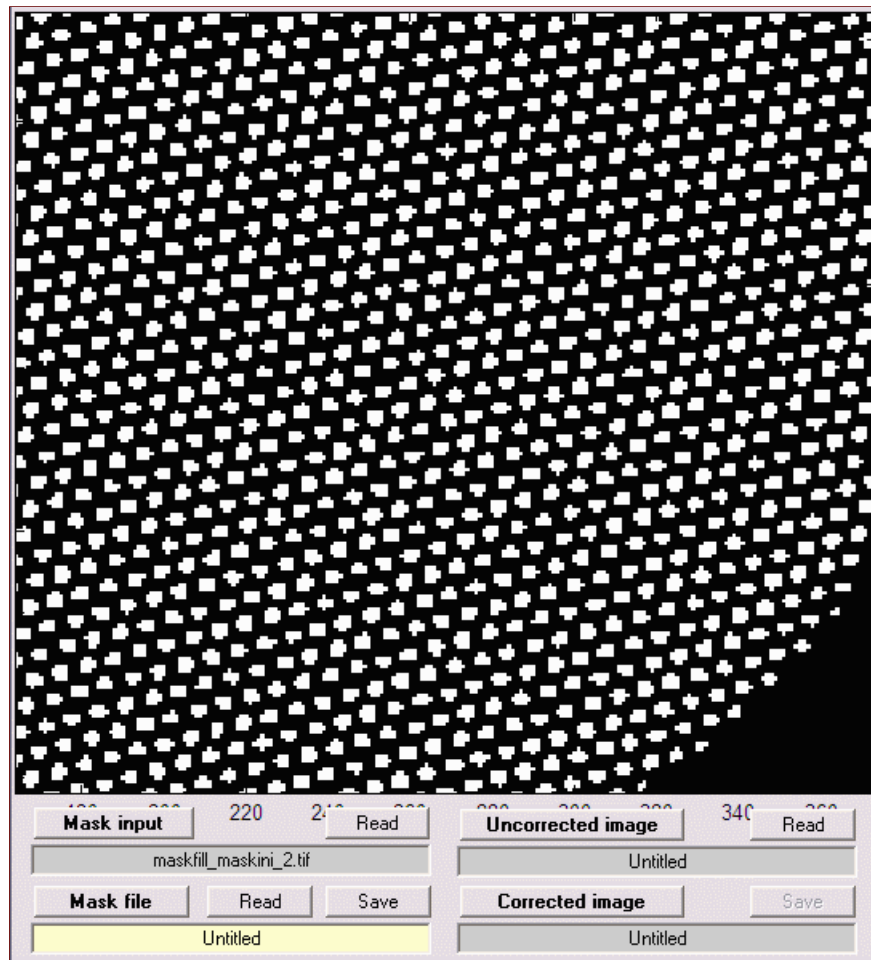 220 340
Mask input Read Uncorrected image Read
maskfill_maskini_2.tif Untitled
Mask file Read Save Corrected image Save
Untitled Untitled